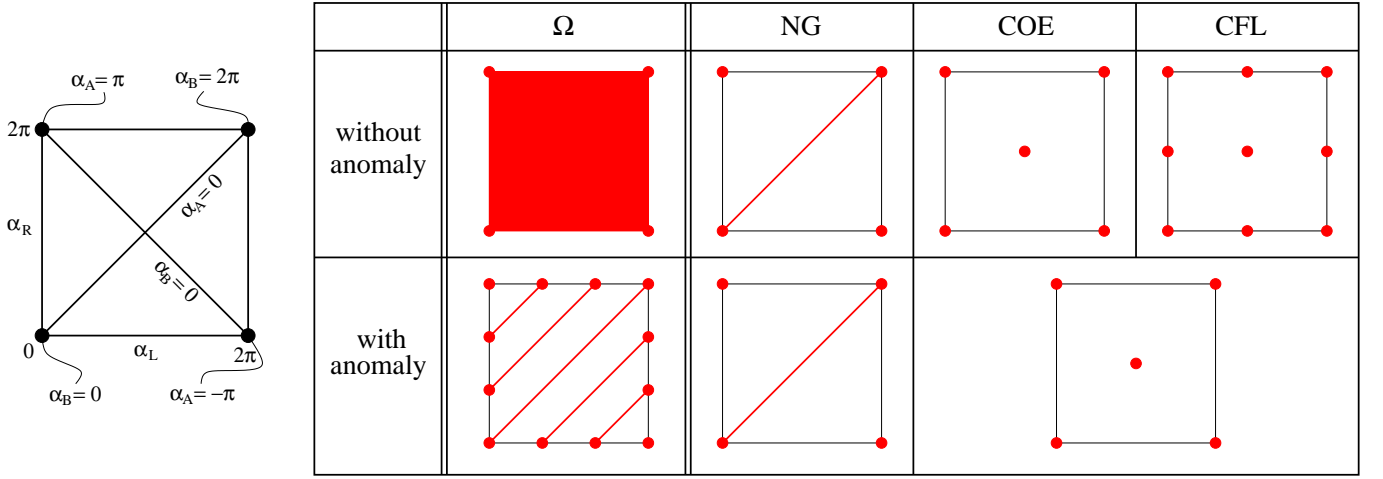 α_A = π
α_B = 2π
2π
α_R
α_A = 0
α_B = 0
0
α_L
2π
α_B = 0
α_A = −π
Ω NG COE CFL
without
anomaly
with
anomaly